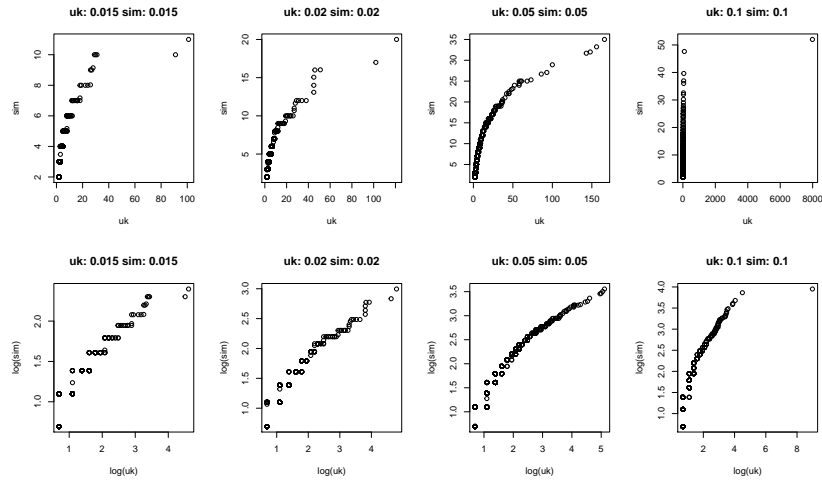 uk: 0.015 sim: 0.015
uk: 0.02 sim: 0.02
uk: 0.05 sim: 0.05
uk: 0.1 sim: 0.1
sim
2 4 6 8 10
0 20 40 60 80 100
uk
sim
5 10 15 20
0 20 40 60 80 100 120
uk
sim
5 10 15 20 25 30 35
0 50 100 150
uk
sim
0 10 20 30 40 50
0 2000 4000 6000 8000
uk
uk: 0.015 sim: 0.015
uk: 0.02 sim: 0.02
uk: 0.05 sim: 0.05
uk: 0.1 sim: 0.1
log(sim)
1.0 1.5 2.0
1 2 3 4
log(uk)
log(sim)
1.0 1.5 2.0 2.5 3.0
1 2 3 4
log(uk)
log(sim)
1.0 1.5 2.0 2.5 3.0 3.5
1 2 3 4 5
log(uk)
log(sim)
1.0 1.5 2.0 2.5 3.0 3.5 4.0
2 4 6 8
log(uk)